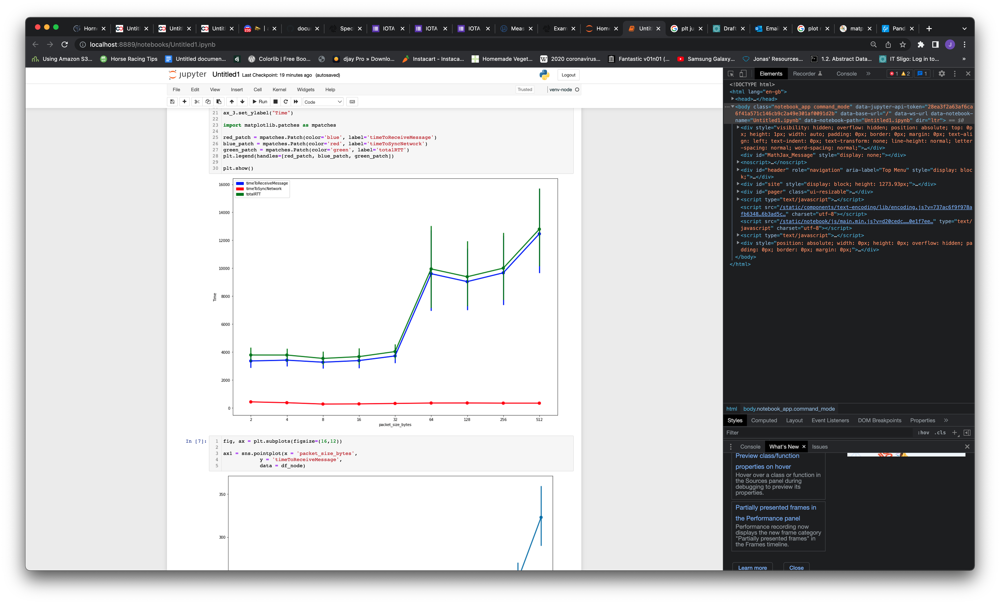 Horn
Untitl
Untitl
Untitl
235
docu
Speci
IOTA
IOTA
IOTA
Meas
Exam
Home
Untitl
plt ju
Draft
Email
plot r
matp
Pand
localhost:8889/notebooks/Untitled1.ipynb
J
Using Amazon S3...
Horse Racing Tips
Untitled documen...
dj
Colorlib | Free Boo...
djay Pro » Downlo...
Instacart - Instaca...
Homemade Veget...
2020 coronavirus...
Fantastic v01n01 (...
Samsung Galaxy...
Jonas' Resources...
1.2. Abstract Data...
IT Sligo: Log in to...
»
jupyter Untitled1 Last Checkpoint: 19 minutes ago (autosaved)
Logout
File Edit View Insert Cell Kernel Widgets Help
Trusted
venv-node
Run
Code
21 ax_3.set_ylabel("Time")
22
23 import matplotlib.patches as mpatches
24
25 red_patch = mpatches.Patch(color='blue', label='timeToReceiveMessage')
26 blue_patch = mpatches.Patch(color='red', label='timeToSyncNetwork')
27 green_patch = mpatches.Patch(color='green', label='totalRTT')
28 plt.legend(handles=[red_patch, blue_patch, green_patch])
29
30 plt.show()
timeToReceiveMessage
timeToSyncNetwork
totalRTT
16000
14000
12000
10000
8000
6000
4000
2000
0
Time
2 4 8 16 32 64 128 256 512
packet_size_bytes
In [7]:
1 fig, ax = plt.subplots(figsize=(16,12))
2
3 ax1 = sns.pointplot(x = 'packet_size_bytes',
4 y = 'timeToReceiveMessage',
5 data = df_node)
350
300
Elements Recorder Console » 1 2 1
<!DOCTYPE html>
<html lang="en-gb">
<head>…</head>
<body class="notebook_app command_mode" data-jupyter-api-token="28ea3f2a63af6ca
6f41a571c146cb9c2a49e301af0091d2b" data-base-url="/" data-ws-url data-notebook-
name="Untitled1.ipynb" data-notebook-path="Untitled1.ipynb" dir="ltr"> == $0
<div style="visibility: hidden; overflow: hidden; position: absolute; top: 0p
x; height: 1px; width: auto; padding: 0px; border: 0px; margin: 0px; text-ali
gn: left; text-indent: 0px; text-transform: none; line-height: normal; letter
-spacing: normal; word-spacing: normal;">…</div>
<div id="MathJax_Message" style="display: none;"></div>
<noscript>…</noscript>
<div id="header" role="navigation" aria-label="Top Menu" style="display: bloc
k;">…</div>
<div id="site" style="display: block; height: 1273.93px;">…</div>
<div id="pager" class="ui-resizable">…</div>
<script type="text/javascript">…</script>
<script src="/static/components/text-encoding/lib/encoding.js?v=737ac6f9f978a
fb6348…6b3ad5c…" charset="utf-8"></script>
<script src="/static/notebook/js/main.min.js?v=d20cedc……0e1f7ee…" type="text/
javascript" charset="utf-8"></script>
<script type="text/javascript">…</script>
<div style="position: absolute; width: 0px; height: 0px; overflow: hidden; pa
dding: 0px; border: 0px; margin: 0px;">…</div>
</body>
</html>
html body.notebook_app.command_mode
Styles Computed Layout Event Listeners DOM Breakpoints Properties »
Filter
:hov .cls
Console What's New Issues
Preview class/function
properties on hover
Hover over a class or function in
the Sources panel during
debugging to preview its
properties.
Partially presented frames in
the Performance panel
Performance recording now
displays the new frame category
"Partially presented frames" in
the Frames timeline.
Learn more
Close